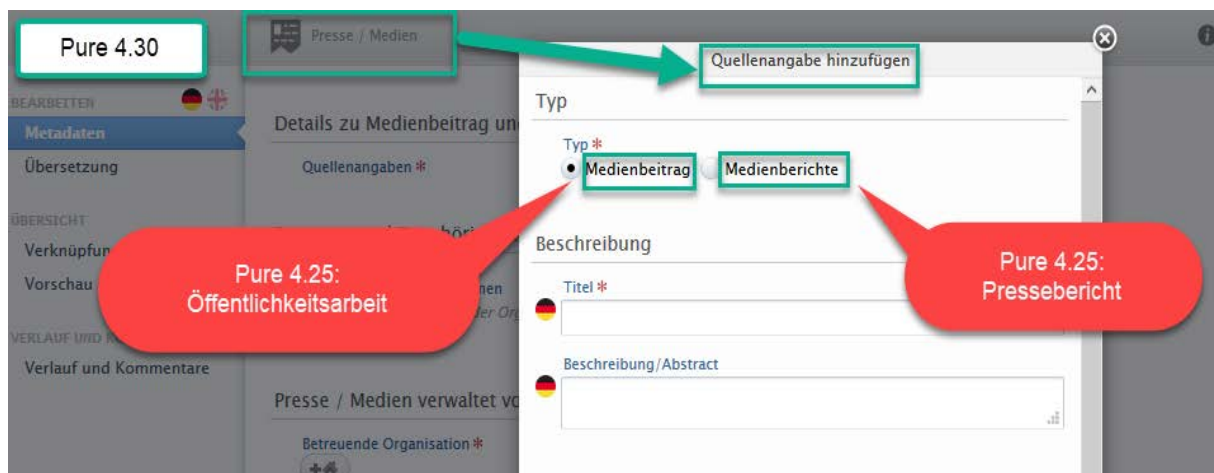 Pure 4.30
Presse / Medien
Quellenangabe hinzufügen
BEARBEITEN
Metadaten
Übersetzung
ÜBERSICHT
Vorschau
VERLAUF UND
Verlauf und Kommentare
Details zu Medienbeitrag
Quellenangaben *
Presse / Medien verwaltet
Betreuende Organisation *
Typ
Typ *
Medienbeitrag
Medienberichte
Beschreibung
Titel *
Beschreibung/Abstract
Pure 4.25:
Öffentlichkeitsarbeit
Pure 4.25:
Pressebericht